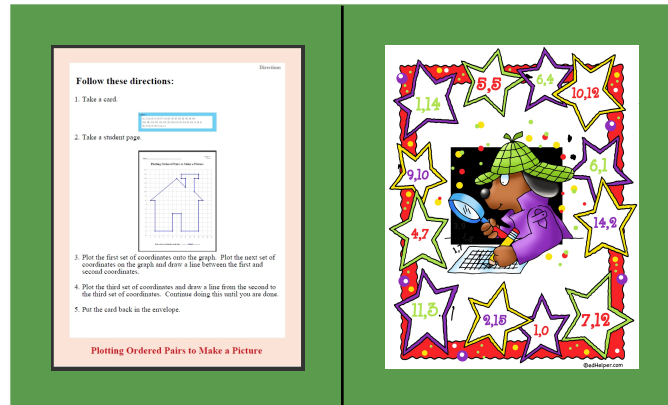 Directions
Follow these directions:
1. Take a card.
2. Take a student page.
Plotting Ordered Pairs to Make a Picture
3. Plot the first set of coordinates onto the graph. Plot the next set of
coordinates on the graph and draw a line between the first and
second coordinates.
4. Plot the third set of coordinates and draw a line from the second to
the third set of coordinates. Continue doing this until you are done.
5. Put the card back in the envelope.
Plotting Ordered Pairs to Make a Picture
5,5
6,4
10,12
1,14
9,10
6,1
4,7
14,2
1,7
11,3
2,15
1,0
7,12
©edHelper.com